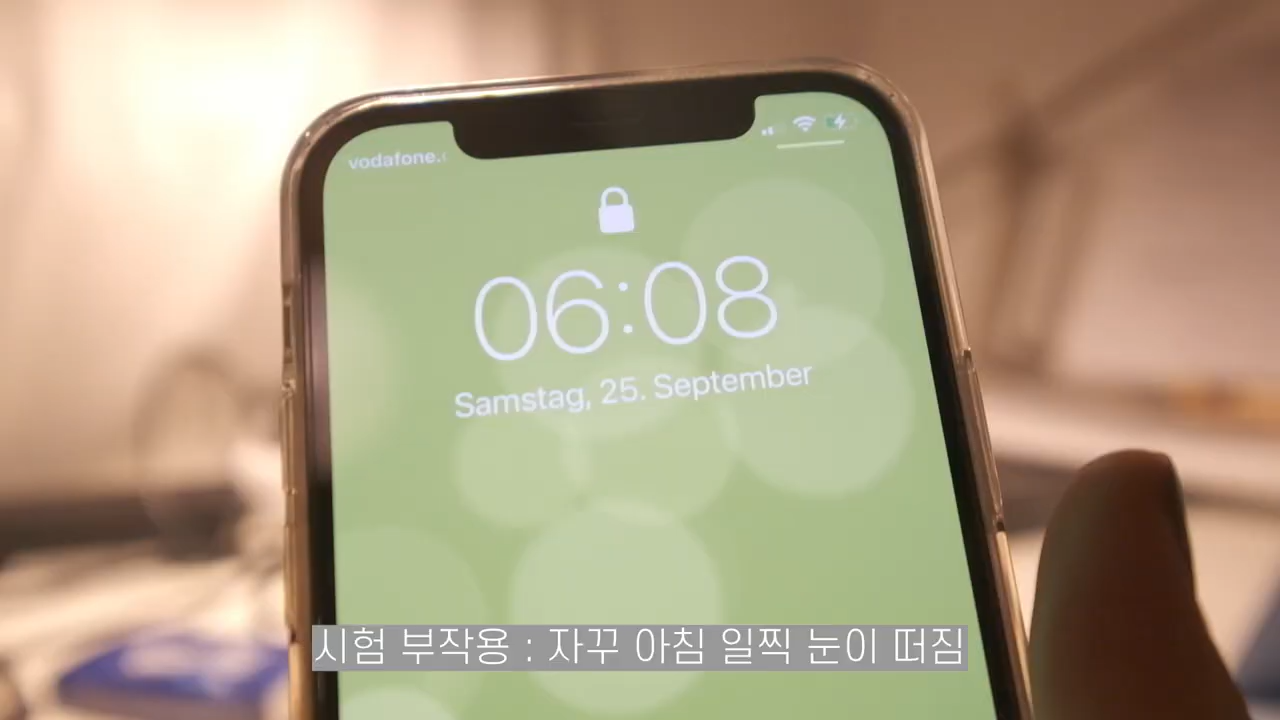 vodafone.
06:08
Samstag, 25. September
시험 부작용 : 자꾸 아침 일찍 눈이 떠짐